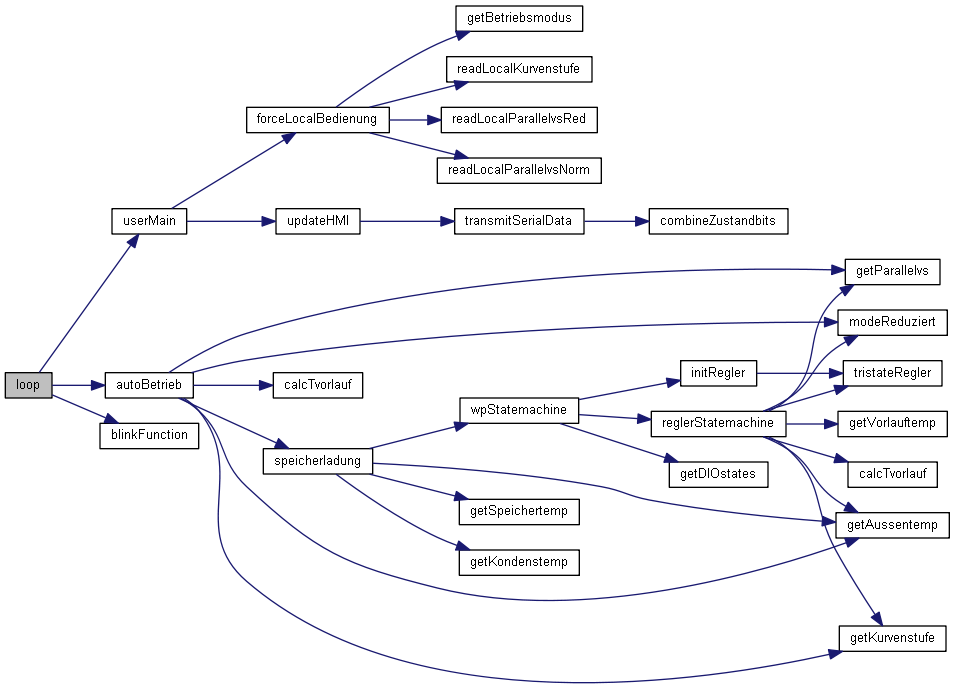 getBetriebsmodus
readLocalKurvenstufe
forceLocalBedienung
readLocalParallelvsRed
readLocalParallelvsNorm
userMain
updateHMI
transmitSerialData
combineZustandbits
getParallelvs
modeReduziert
loop
autoBetrieb
calcTvorlauf
initRegler
tristateRegler
wpStatemachine
reglerStatemachine
getVorlauftemp
blinkFunction
speicherladung
getDIOstates
calcTvorlauf
getSpeichertemp
getAussentemp
getKondenstemp
getKurvenstufe